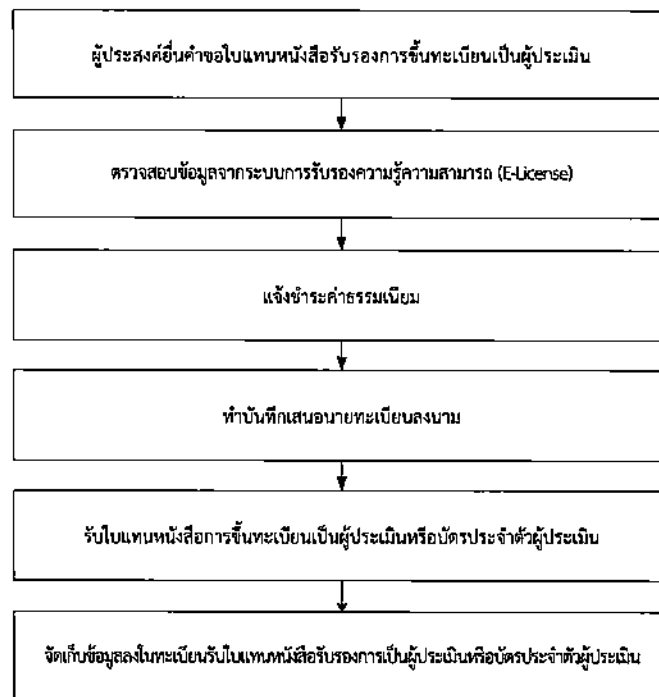 ผู้ประสงค์ยื่นคำขอใบแทนหนังสือรับรองการขึ้นทะเบียนเป็นผู้ประเมิน
ตรวจสอบข้อมูลจากระบบการรับรองความรู้ความสามารถ (E-License)
แจ้งชำระค่าธรรมเนียม
ทำบันทึกเสนอนายทะเบียนลงนาม
รับใบแทนหนังสือการขึ้นทะเบียนเป็นผู้ประเมินหรือบัตรประจำตัวผู้ประเมิน
จัดเก็บข้อมูลลงในทะเบียนรับใบแทนหนังสือรับรองการเป็นผู้ประเมินหรือบัตรประจำตัวผู้ประเมิน